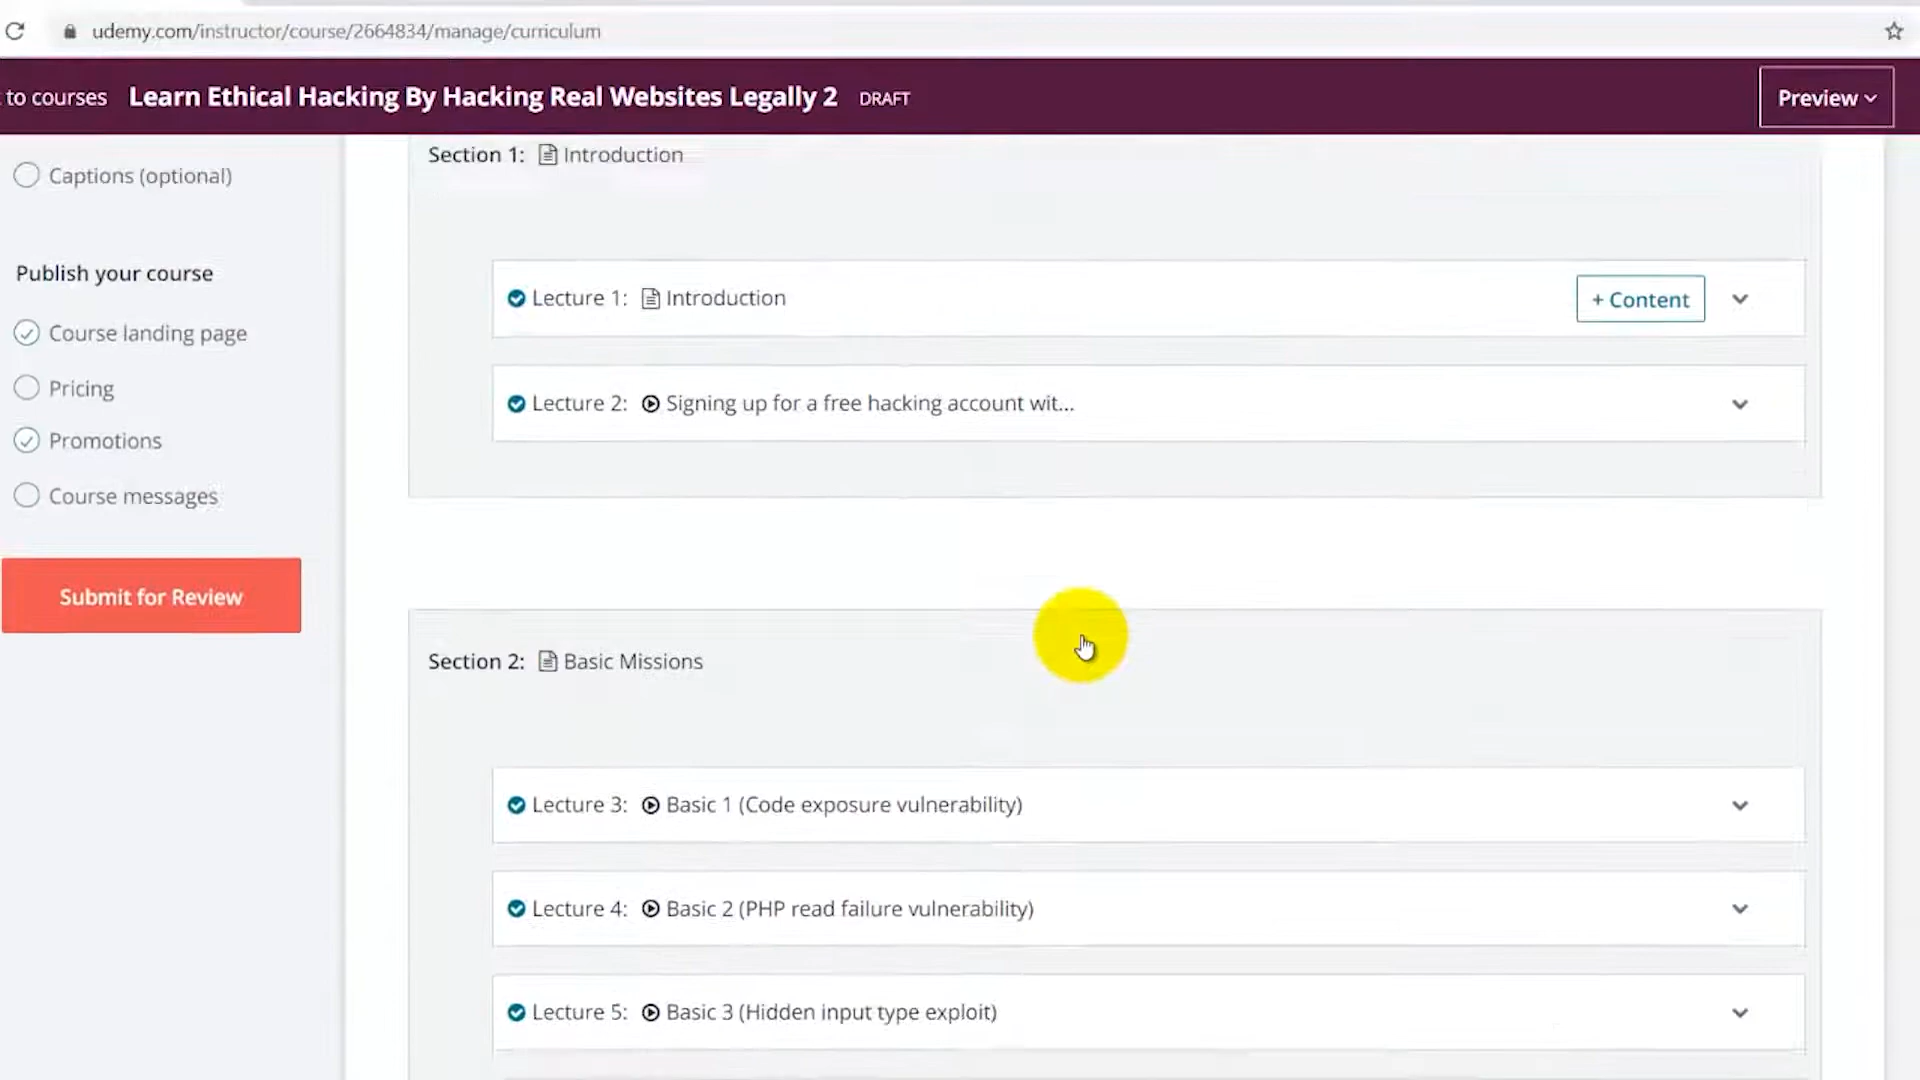 udemy.com/instructor/course/2664834/manage/curriculum
to courses Learn Ethical Hacking By Hacking Real Websites Legally 2 DRAFT Preview
Captions (optional)
Publish your course
Course landing page
Pricing
Promotions
Course messages
Submit for Review
Section 1: Introduction
Lecture 1: Introduction + Content
Lecture 2: Signing up for a free hacking account wit...
Section 2: Basic Missions
Lecture 3: Basic 1 (Code exposure vulnerability)
Lecture 4: Basic 2 (PHP read failure vulnerability)
Lecture 5: Basic 3 (Hidden input type exploit)